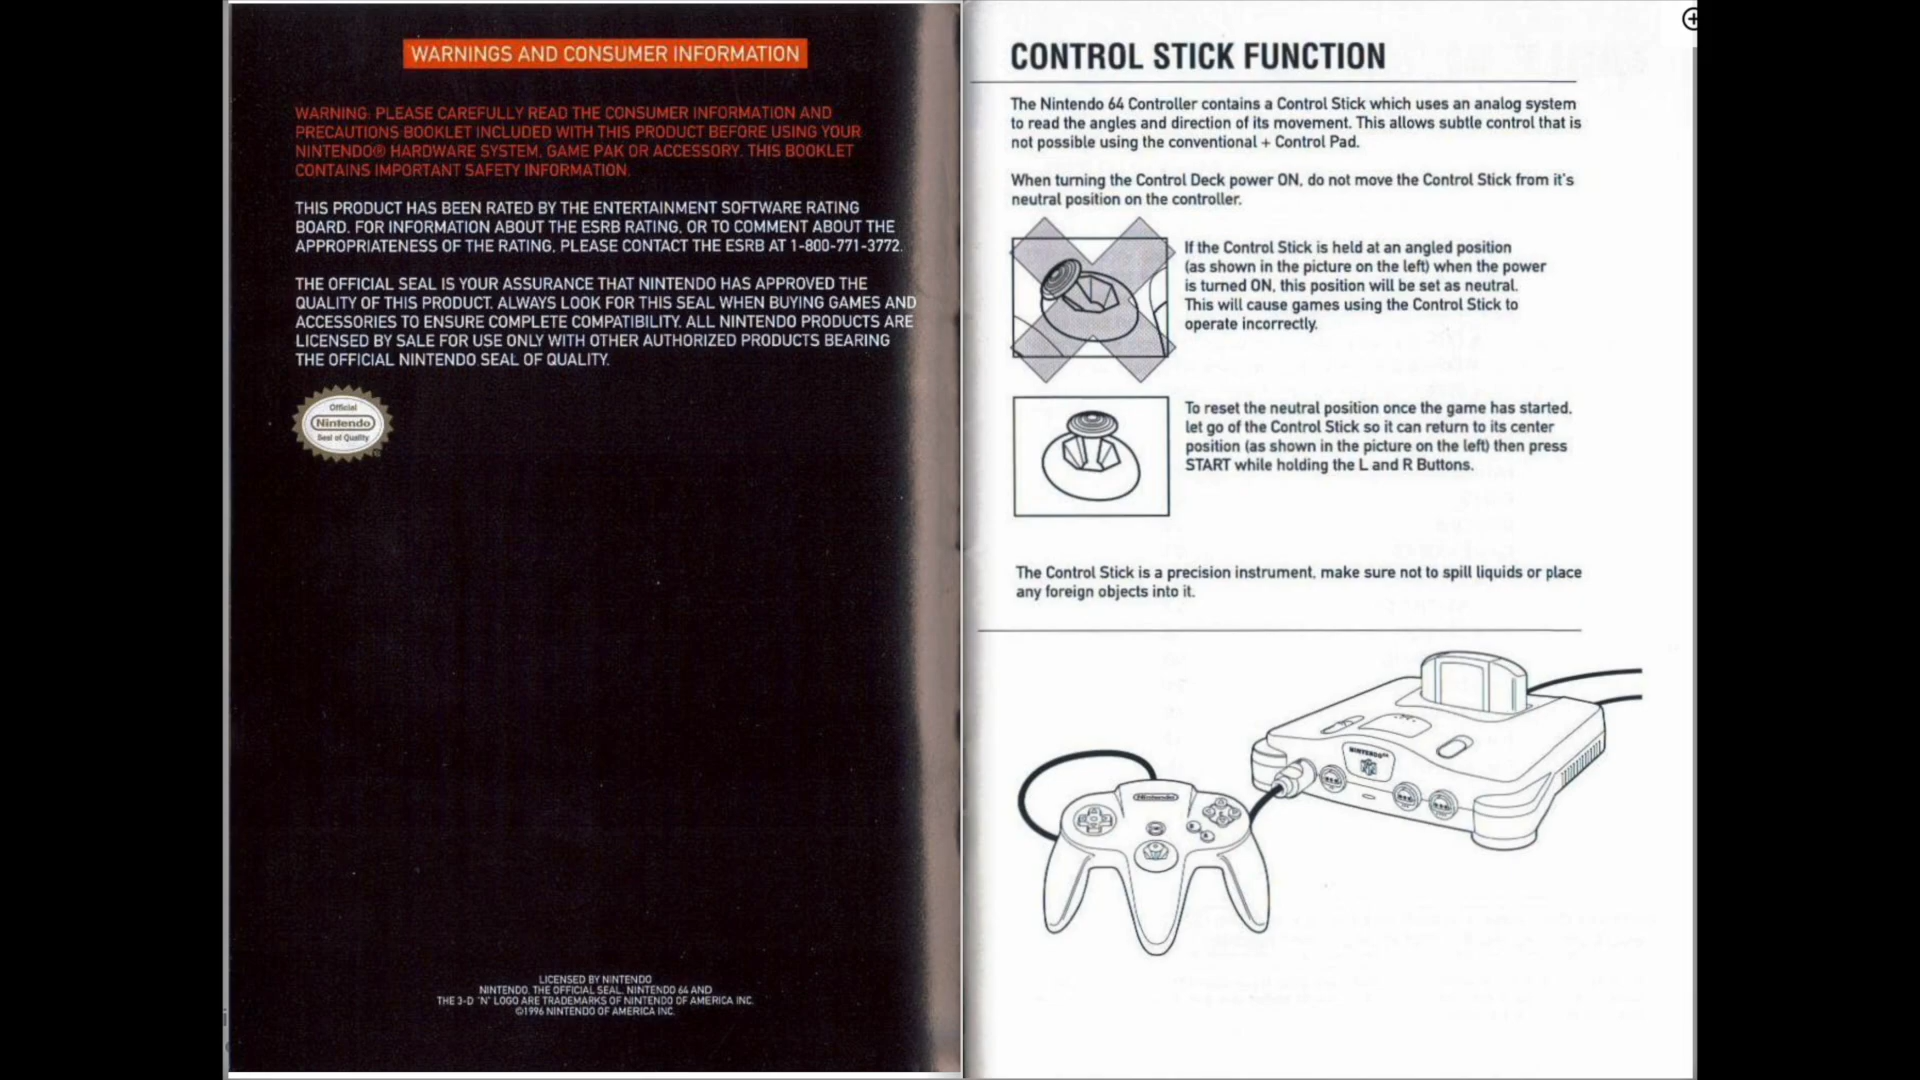 WARNINGS AND CONSUMER INFORMATION
WARNING: PLEASE CAREFULLY READ THE CONSUMER INFORMATION AND
PRECAUTIONS BOOKLET INCLUDED WITH THIS PRODUCT BEFORE USING YOUR
NINTENDO® HARDWARE SYSTEM, GAME PAK OR ACCESSORY. THIS BOOKLET
CONTAINS IMPORTANT SAFETY INFORMATION.
THIS PRODUCT HAS BEEN RATED BY THE ENTERTAINMENT SOFTWARE RATING
BOARD. FOR INFORMATION ABOUT THE ESRB RATING, OR TO COMMENT ABOUT THE
APPROPRIATENESS OF THE RATING, PLEASE CONTACT THE ESRB AT 1-800-771-3772.
THE OFFICIAL SEAL IS YOUR ASSURANCE THAT NINTENDO HAS APPROVED THE
QUALITY OF THIS PRODUCT. ALWAYS LOOK FOR THIS SEAL WHEN BUYING GAMES AND
ACCESSORIES TO ENSURE COMPLETE COMPATIBILITY. ALL NINTENDO PRODUCTS ARE
LICENSED BY SALE FOR USE ONLY WITH OTHER AUTHORIZED PRODUCTS BEARING
THE OFFICIAL NINTENDO SEAL OF QUALITY.
Official
Nintendo
Seal of Quality
LICENSED BY NINTENDO
NINTENDO, THE OFFICIAL SEAL, NINTENDO 64 AND
THE 3-D "N" LOGO ARE TRADEMARKS OF NINTENDO OF AMERICA INC.
©1996 NINTENDO OF AMERICA INC.
CONTROL STICK FUNCTION
The Nintendo 64 Controller contains a Control Stick which uses an analog system
to read the angles and direction of its movement. This allows subtle control that is
not possible using the conventional + Control Pad.
When turning the Control Deck power ON, do not move the Control Stick from it's
neutral position on the controller.
If the Control Stick is held at an angled position
(as shown in the picture on the left) when the power
is turned ON, this position will be set as neutral.
This will cause games using the Control Stick to
operate incorrectly.
To reset the neutral position once the game has started,
let go of the Control Stick so it can return to its center
position (as shown in the picture on the left) then press
START while holding the L and R Buttons.
The Control Stick is a precision instrument, make sure not to spill liquids or place
any foreign objects into it.
NINTENDO 64
Nintendo